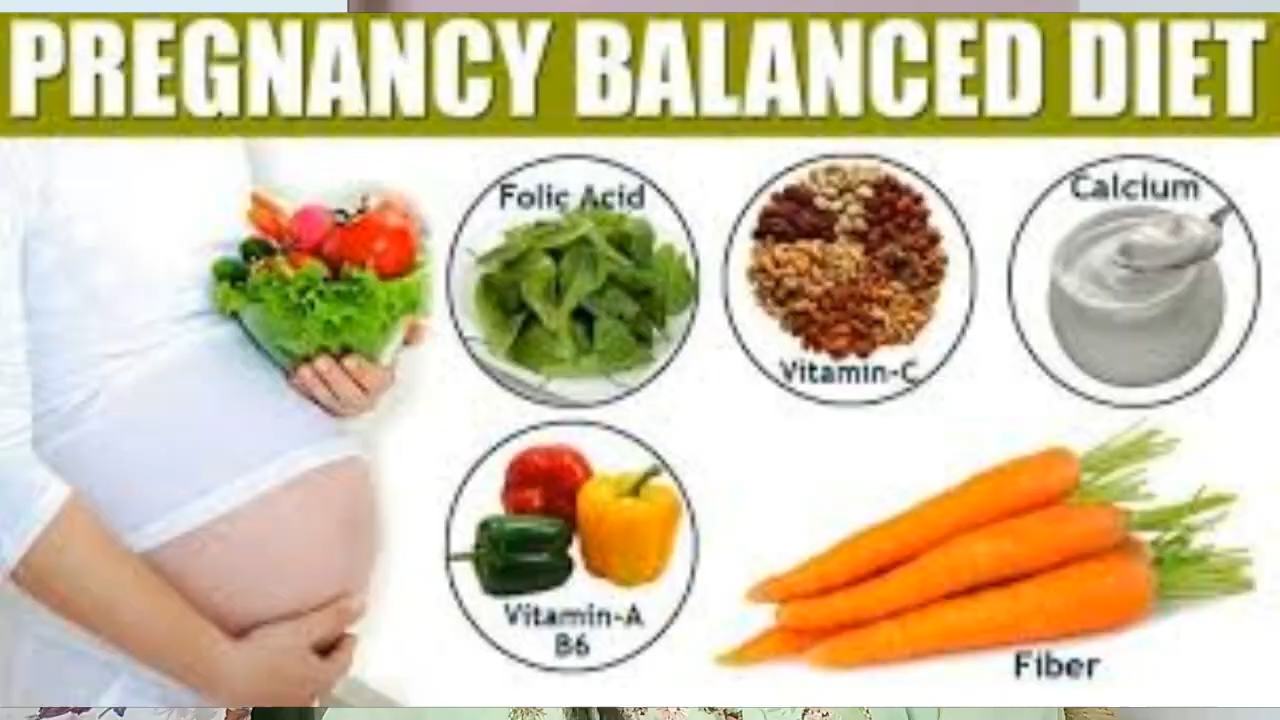 PREGNANCY BALANCED DIET
Folic Acid
Vitamin-C
Calcium
Vitamin-A
B6
Fiber